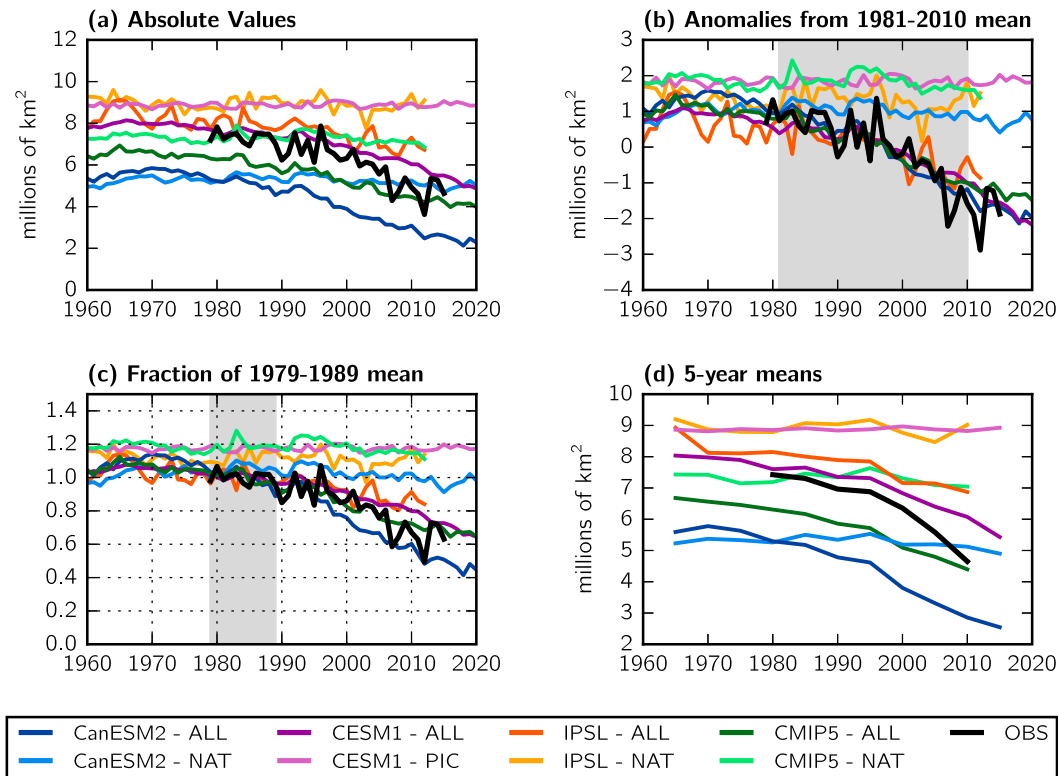 (a) Absolute Values
12
10
8
6
4
2
0
millions of km²
1960 1970 1980 1990 2000 2010 2020
(b) Anomalies from 1981-2010 mean
3
2
1
0
−1
−2
−3
−4
millions of km²
1960 1970 1980 1990 2000 2010 2020
(c) Fraction of 1979-1989 mean
1.4
1.2
1.0
0.8
0.6
0.4
0.2
0.0
1960 1970 1980 1990 2000 2010 2020
(d) 5-year means
10
9
8
7
6
5
4
3
2
millions of km²
1960 1970 1980 1990 2000 2010 2020
CanESM2 - ALL CESM1 - ALL IPSL - ALL CMIP5 - ALL OBS
CanESM2 - NAT CESM1 - PIC IPSL - NAT CMIP5 - NAT